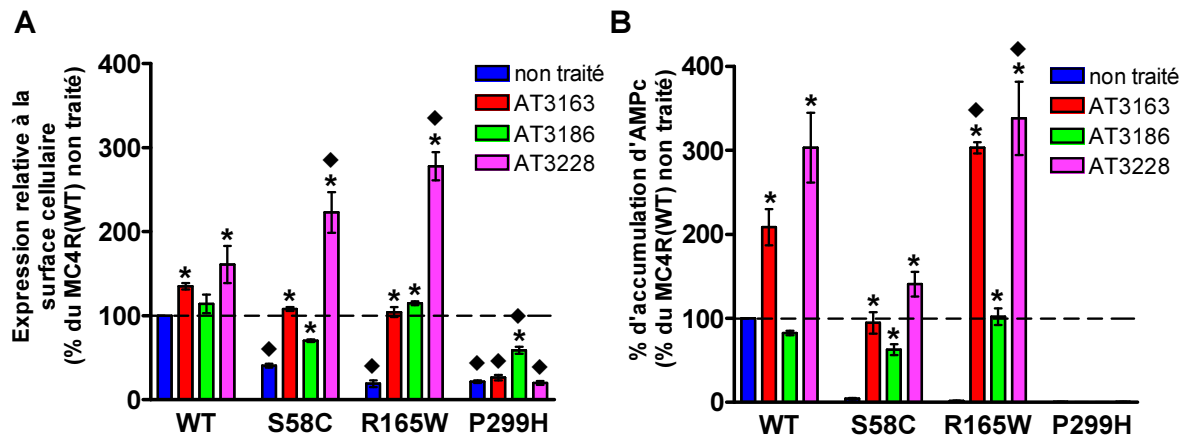 A
Expression relative à la
surface cellulaire
(% du MC4R(WT) non traité)
400
300
200
100
0
non traité
AT3163
AT3186
AT3228
* * ◆ * * ◆ * ◆ * * ◆ * ◆ ◆ ◆ * ◆
WT S58C R165W P299H
B
% d'accumulation d'AMPc
(% du MC4R(WT) non traité)
400
300
200
100
0
non traité
AT3163
AT3186
AT3228
* * * * * ◆ * * ◆ *
WT S58C R165W P299H